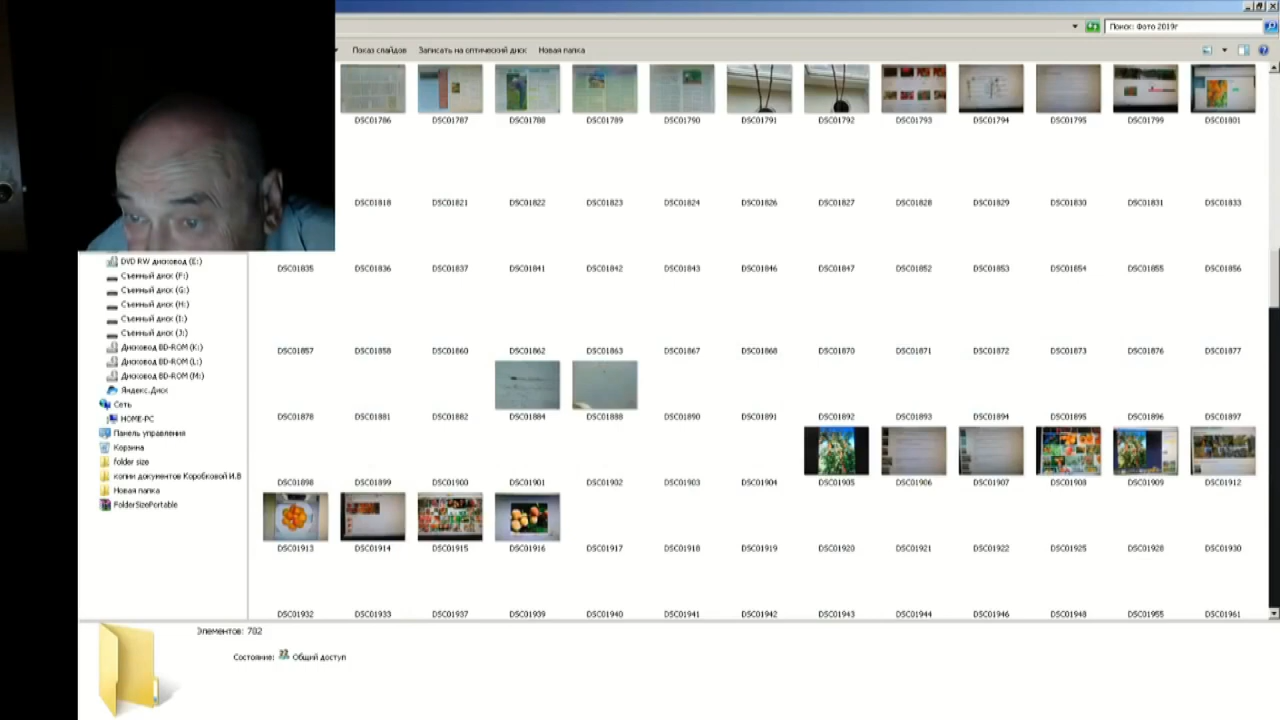 Поиск: Фото 2019г
Показ слайдов Записать на оптический диск Новая папка
DSC01786 DSC01787 DSC01788 DSC01789 DSC01790 DSC01791 DSC01792 DSC01793 DSC01794 DSC01795 DSC01799 DSC01801
DSC01818 DSC01821 DSC01822 DSC01823 DSC01824 DSC01826 DSC01827 DSC01828 DSC01829 DSC01830 DSC01831 DSC01833
DSC01835 DSC01836 DSC01837 DSC01841 DSC01842 DSC01843 DSC01846 DSC01847 DSC01852 DSC01853 DSC01854 DSC01855 DSC01856
DSC01857 DSC01858 DSC01860 DSC01862 DSC01863 DSC01867 DSC01868 DSC01870 DSC01871 DSC01872 DSC01873 DSC01876 DSC01877
DSC01878 DSC01881 DSC01882 DSC01884 DSC01888 DSC01890 DSC01891 DSC01892 DSC01893 DSC01894 DSC01895 DSC01896 DSC01897
DSC01898 DSC01899 DSC01900 DSC01901 DSC01902 DSC01903 DSC01904 DSC01905 DSC01906 DSC01907 DSC01908 DSC01909 DSC01912
DSC01913 DSC01914 DSC01915 DSC01916 DSC01917 DSC01918 DSC01919 DSC01920 DSC01921 DSC01922 DSC01925 DSC01928 DSC01930
DSC01932 DSC01933 DSC01937 DSC01939 DSC01940 DSC01941 DSC01942 DSC01943 DSC01944 DSC01946 DSC01948 DSC01955 DSC01961
DVD RW дисковод (E:)
Съемный диск (F:)
Съемный диск (G:)
Съемный диск (H:)
Съемный диск (I:)
Съемный диск (J:)
Дисковод BD-ROM (K:)
Дисковод BD-ROM (L:)
Дисковод BD-ROM (M:)
Яндекс.Диск
Сеть
HOME-PC
Панель управления
Корзина
folder size
копии документов Коробковой И.В
Новая папка
FolderSizePortable
Элементов: 782
Состояние: Общий доступ